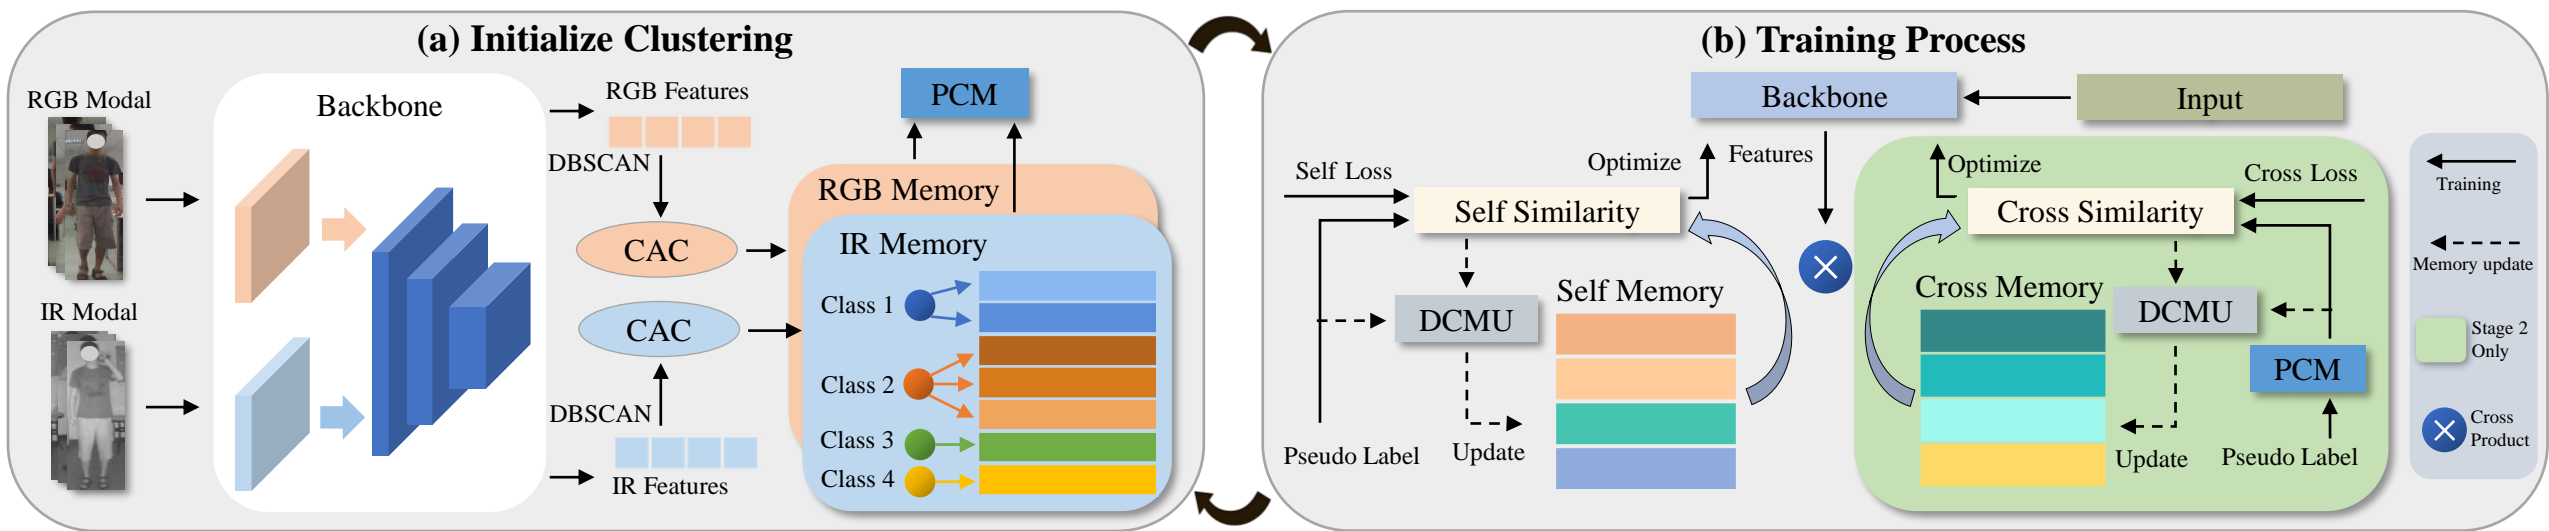 (a) Initialize Clustering
RGB Modal
IR Modal
Backbone
RGB Features
DBSCAN
CAC
CAC
DBSCAN
IR Features
PCM
RGB Memory
IR Memory
Class 1
Class 2
Class 3
Class 4
(b) Training Process
Backbone
Input
Self Loss
Optimize
Features
Self Similarity
DCMU
Self Memory
Pseudo Label
Update
Optimize
Cross Loss
Cross Similarity
Cross Memory
DCMU
PCM
Update
Pseudo Label
Training
Memory update
Stage 2
Only
Cross
Product